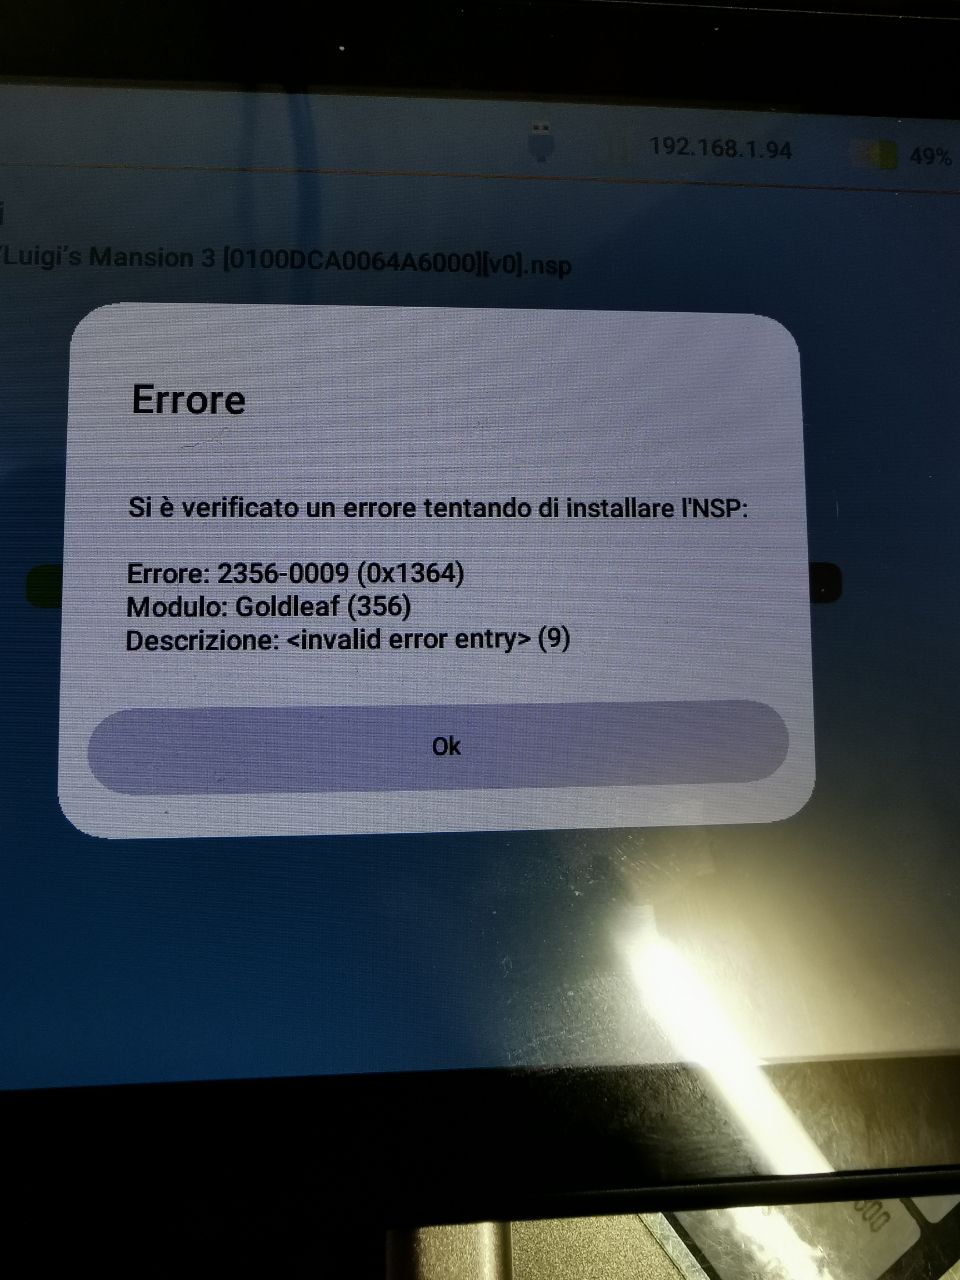 192.168.1.94 49%
i
'Luigi's Mansion 3 [0100DCA0064A6000][v0].nsp
Errore
Si è verificato un errore tentando di installare l'NSP:
Errore: 2356-0009 (0x1364)
Modulo: Goldleaf (356)
Descrizione: <invalid error entry> (9)
Ok